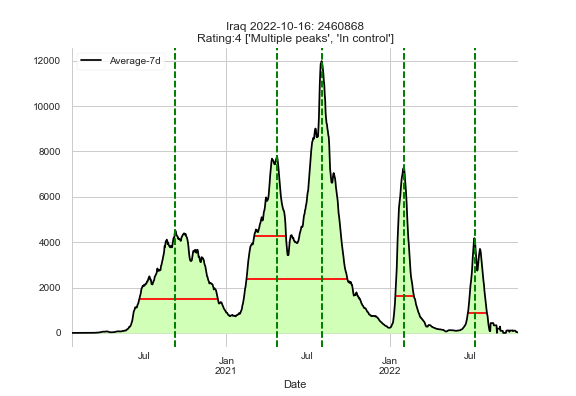 Iraq 2022-10-16: 2460868
Rating:4 ['Multiple peaks', 'In control']
Average-7d
12000
10000
8000
6000
4000
2000
0
Jul
Jan
2021
Jul
Jan
2022
Jul
Date